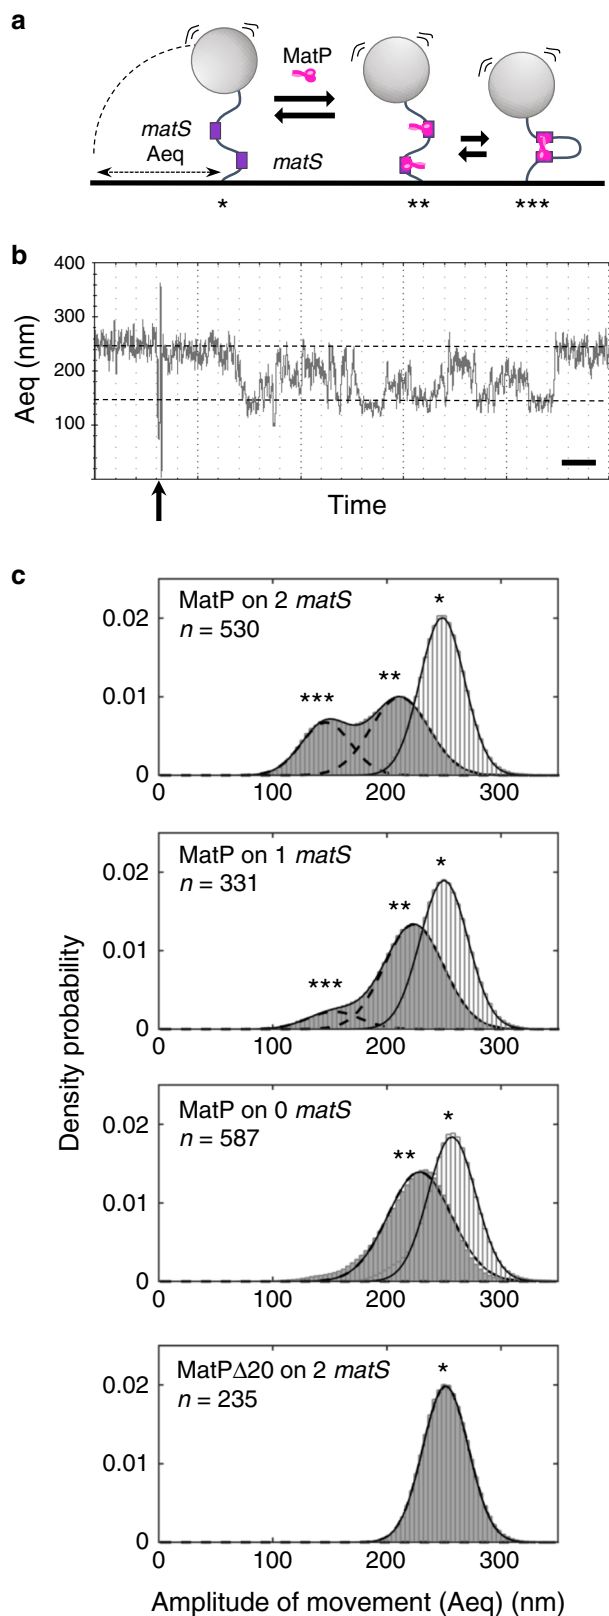 a
MatP
matS
Aeq
matS
*
**
***
b
400
300
200
100
Aeq (nm)
Time
c
MatP on 2 matS
n = 530
***
**
*
0.02
0.01
0
0 100 200 300
MatP on 1 matS
n = 331
***
**
*
0.02
0.01
0
0 100 200 300
MatP on 0 matS
n = 587
**
*
0.02
0.01
0
0 100 200 300
MatPΔ20 on 2 matS
n = 235
*
0.02
0.01
0
0 100 200 300
Density probability
Amplitude of movement (Aeq) (nm)